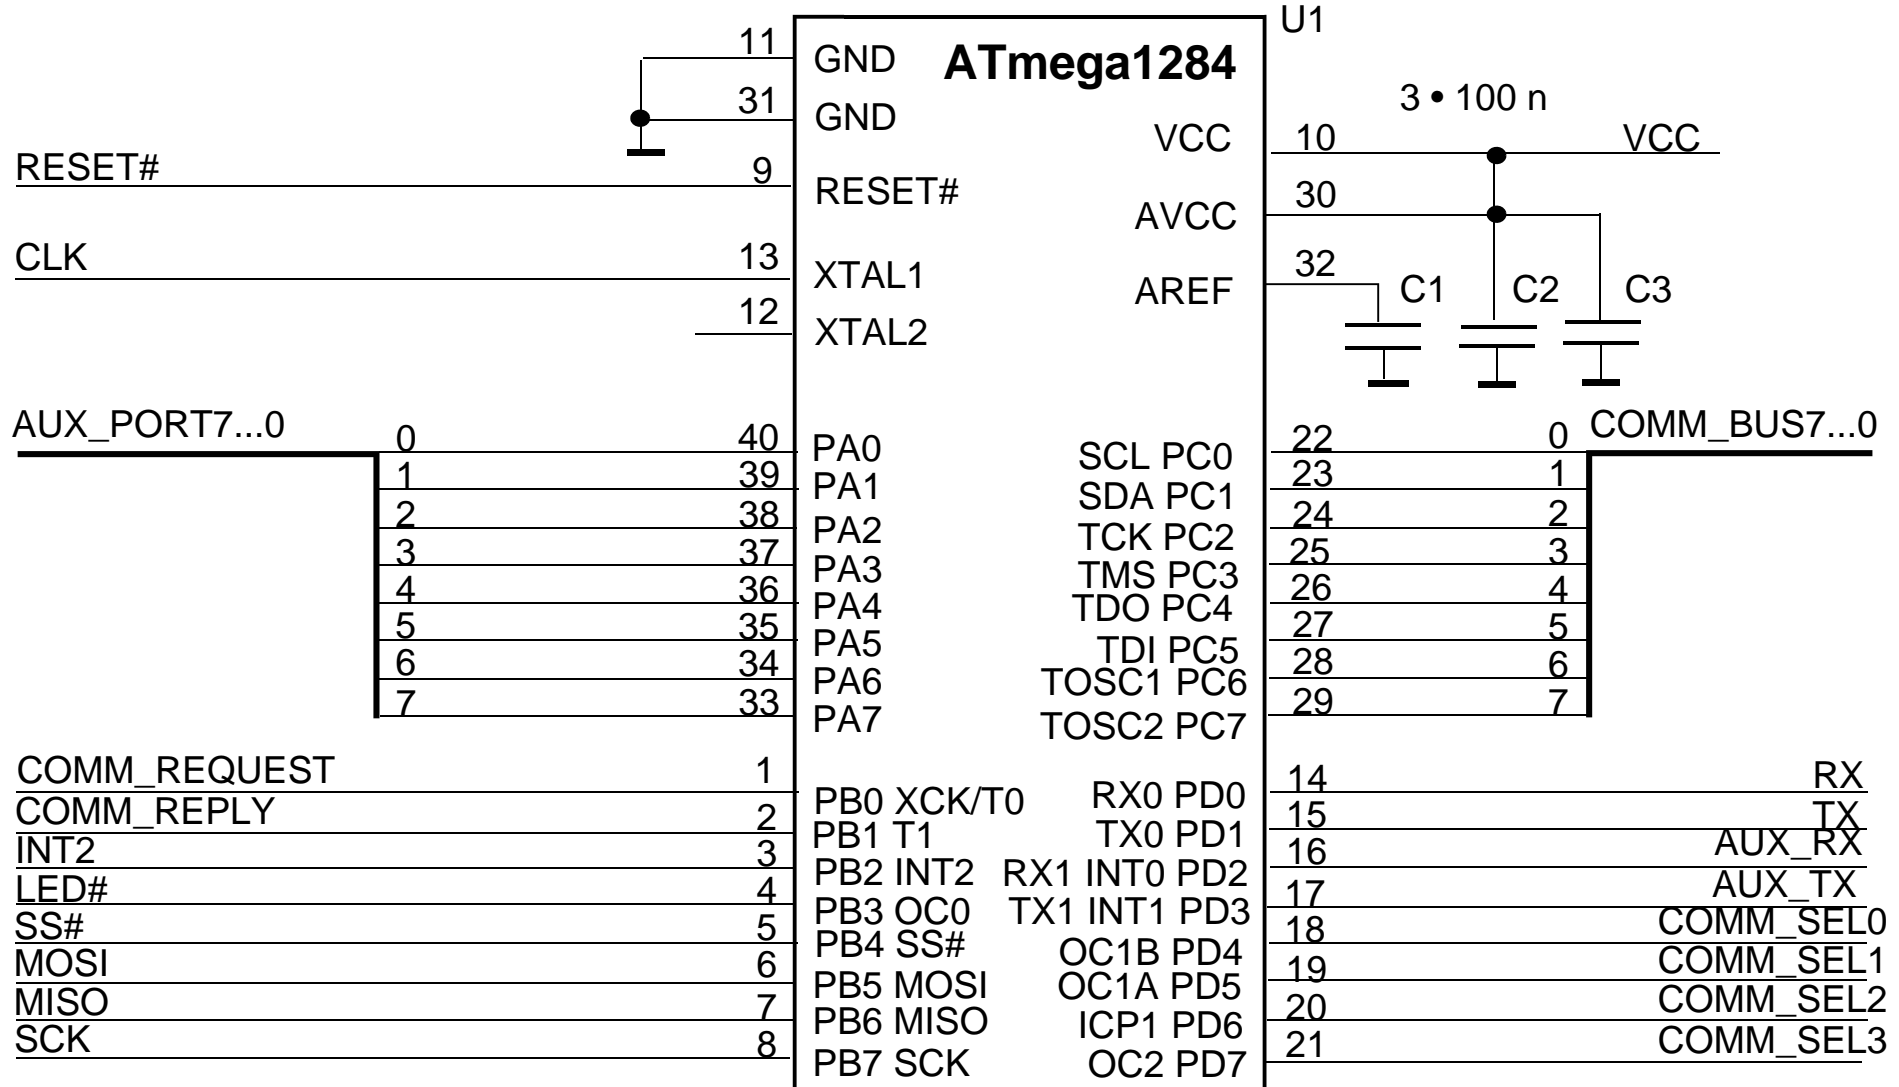 U1
ATmega1284
11 GND
31 GND
3 • 100 n
VCC 10 VCC
RESET# 9 RESET#
AVCC 30
CLK 13 XTAL1
AREF 32
C1 C2 C3
12 XTAL2
AUX_PORT7...0
COMM_BUS7...0
0 40 PA0 SCL PC0 22 0
1 39 PA1 SDA PC1 23 1
2 38 PA2 TCK PC2 24 2
3 37 PA3 TMS PC3 25 3
4 36 PA4 TDO PC4 26 4
5 35 PA5 TDI PC5 27 5
6 34 PA6 TOSC1 PC6 28 6
7 33 PA7 TOSC2 PC7 29 7
COMM_REQUEST 1 PB0 XCK/T0 RX0 PD0 14 RX
COMM_REPLY 2 PB1 T1 TX0 PD1 15 TX
INT2 3 PB2 INT2 RX1 INT0 PD2 16 AUX_RX
LED# 4 PB3 OC0 TX1 INT1 PD3 17 AUX_TX
SS# 5 PB4 SS# OC1B PD4 18 COMM_SEL0
MOSI 6 PB5 MOSI OC1A PD5 19 COMM_SEL1
MISO 7 PB6 MISO ICP1 PD6 20 COMM_SEL2
SCK 8 PB7 SCK OC2 PD7 21 COMM_SEL3